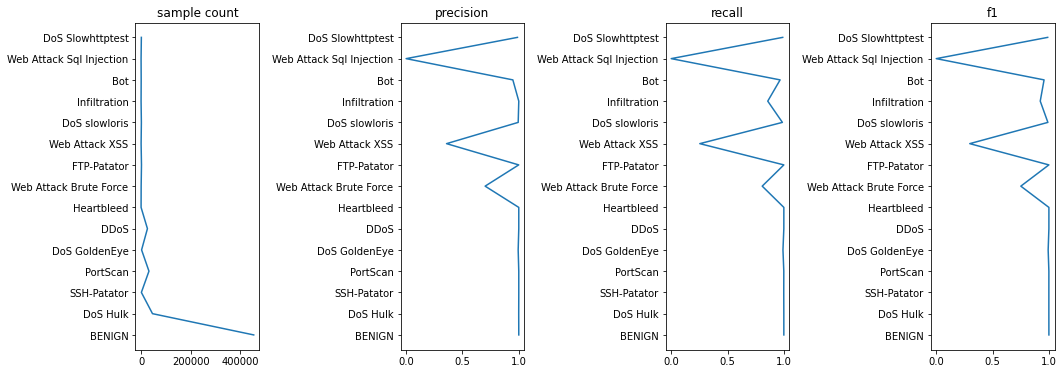 sample count
DoS Slowhttptest
Web Attack Sql Injection
Bot
Infiltration
DoS slowloris
Web Attack XSS
FTP-Patator
Web Attack Brute Force
Heartbleed
DDoS
DoS GoldenEye
PortScan
SSH-Patator
DoS Hulk
BENIGN
0 200000 400000
precision
DoS Slowhttptest
Web Attack Sql Injection
Bot
Infiltration
DoS slowloris
Web Attack XSS
FTP-Patator
Web Attack Brute Force
Heartbleed
DDoS
DoS GoldenEye
PortScan
SSH-Patator
DoS Hulk
BENIGN
0.0 0.5 1.0
recall
DoS Slowhttptest
Web Attack Sql Injection
Bot
Infiltration
DoS slowloris
Web Attack XSS
FTP-Patator
Web Attack Brute Force
Heartbleed
DDoS
DoS GoldenEye
PortScan
SSH-Patator
DoS Hulk
BENIGN
0.0 0.5 1.0
f1
DoS Slowhttptest
Web Attack Sql Injection
Bot
Infiltration
DoS slowloris
Web Attack XSS
FTP-Patator
Web Attack Brute Force
Heartbleed
DDoS
DoS GoldenEye
PortScan
SSH-Patator
DoS Hulk
BENIGN
0.0 0.5 1.0